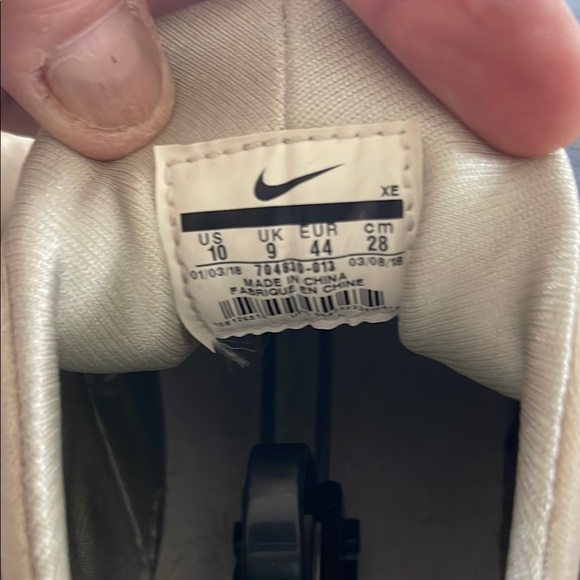 XE
US UK EUR cm
10 9 44 28
01/03/18 704830-013 03/08/18
MADE IN CHINA
FABRIQUE EN CHINE